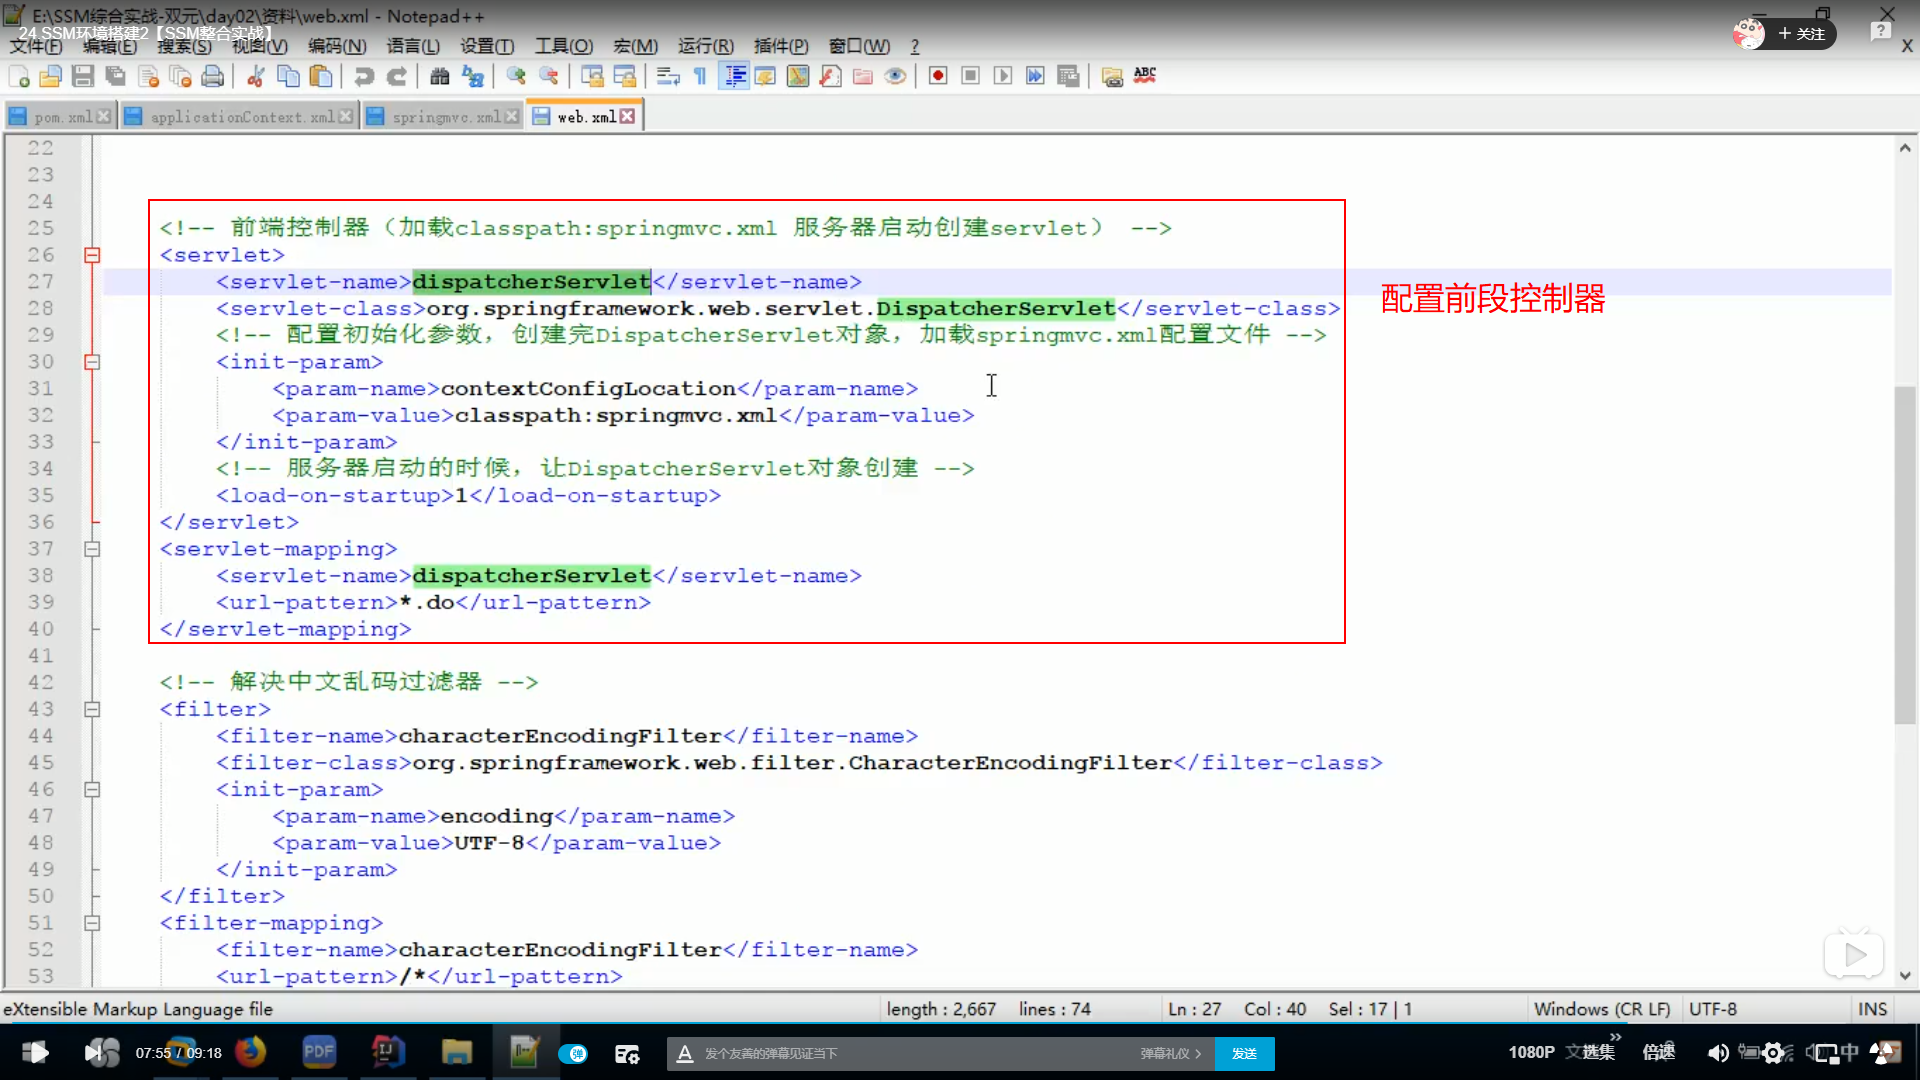 E:\SSM综合实战-双元\day02\资料\web.xml - Notepad++
24.SSM环境搭建2【SSM整合实战】
+ 关注
文件(F) 编辑(E) 搜索(S) 视图(V) 编码(N) 语言(L) 设置(T) 工具(O) 宏(M) 运行(R) 插件(P) 窗口(W) ?
pom.xml applicationContext.xml springmvc.xml web.xml
22
23
24
25 <!-- 前端控制器（加载classpath:springmvc.xml 服务器启动创建servlet） -->
26 <servlet>
27 <servlet-name>dispatcherServlet</servlet-name>
28 <servlet-class>org.springframework.web.servlet.DispatcherServlet</servlet-class>
配置前段控制器
29 <!-- 配置初始化参数，创建完DispatcherServlet对象，加载springmvc.xml配置文件 -->
30 <init-param>
31 <param-name>contextConfigLocation</param-name>
32 <param-value>classpath:springmvc.xml</param-value>
33 </init-param>
34 <!-- 服务器启动的时候，让DispatcherServlet对象创建 -->
35 <load-on-startup>1</load-on-startup>
36 </servlet>
37 <servlet-mapping>
38 <servlet-name>dispatcherServlet</servlet-name>
39 <url-pattern>*.do</url-pattern>
40 </servlet-mapping>
41
42 <!-- 解决中文乱码过滤器 -->
43 <filter>
44 <filter-name>characterEncodingFilter</filter-name>
45 <filter-class>org.springframework.web.filter.CharacterEncodingFilter</filter-class>
46 <init-param>
47 <param-name>encoding</param-name>
48 <param-value>UTF-8</param-value>
49 </init-param>
50 </filter>
51 <filter-mapping>
52 <filter-name>characterEncodingFilter</filter-name>
53 <url-pattern>/*</url-pattern>
eXtensible Markup Language file length : 2,667 lines : 74 Ln : 27 Col : 40 Sel : 17 | 1 Windows (CR LF) UTF-8 INS
07:55 / 09:18 PDF IJ 弹 A 发个友善的弹幕见证当下 弹幕礼仪 > 发送 1080P 选集 倍速 中